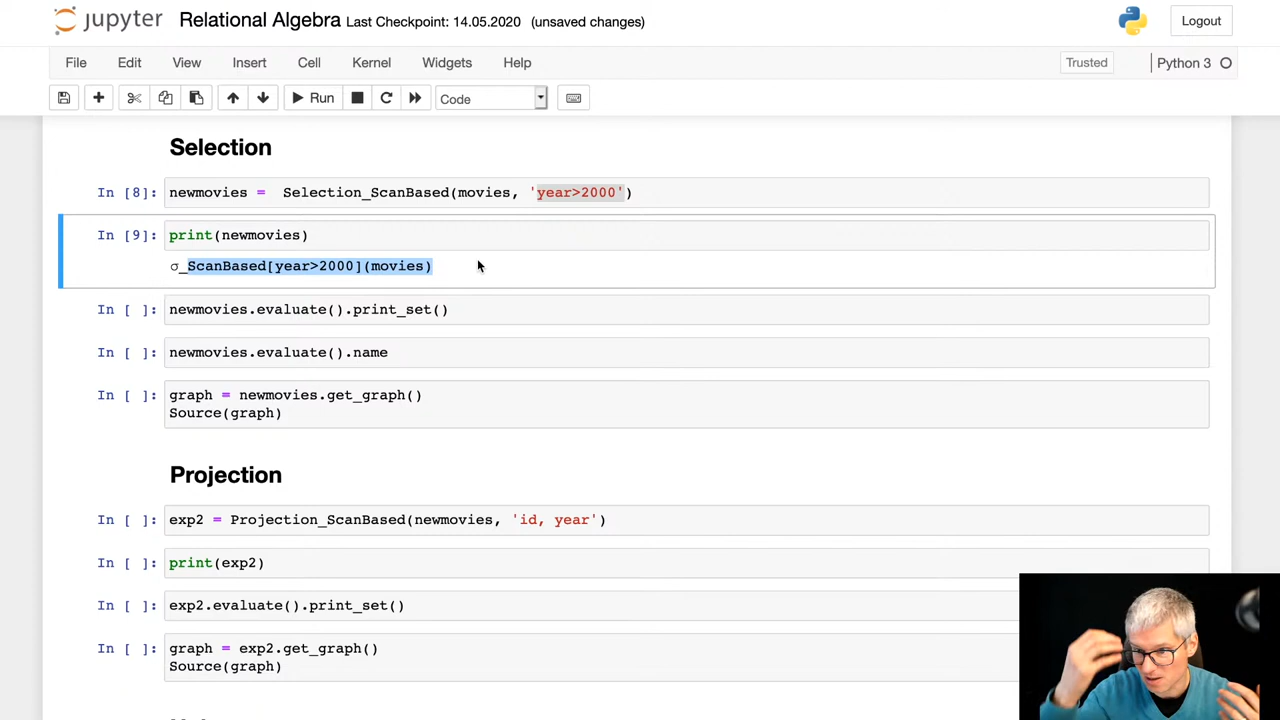 jupyter Relational Algebra Last Checkpoint: 14.05.2020 (unsaved changes) Logout
File Edit View Insert Cell Kernel Widgets Help Trusted Python 3
Run Code
Selection
In [8]: newmovies = Selection_ScanBased(movies, 'year>2000')
In [9]: print(newmovies)
σ_ScanBased[year>2000](movies)
In [ ]: newmovies.evaluate().print_set()
In [ ]: newmovies.evaluate().name
In [ ]: graph = newmovies.get_graph()
Source(graph)
Projection
In [ ]: exp2 = Projection_ScanBased(newmovies, 'id, year')
In [ ]: print(exp2)
In [ ]: exp2.evaluate().print_set()
In [ ]: graph = exp2.get_graph()
Source(graph)